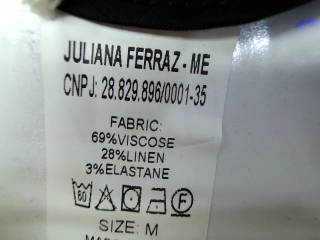 JULIANA FERRAZ - ME
CNPJ: 28.829.896/0001-35
FABRIC:
69%VISCOSE
28%LINEN
3%ELASTANE
60
F
SIZE: M